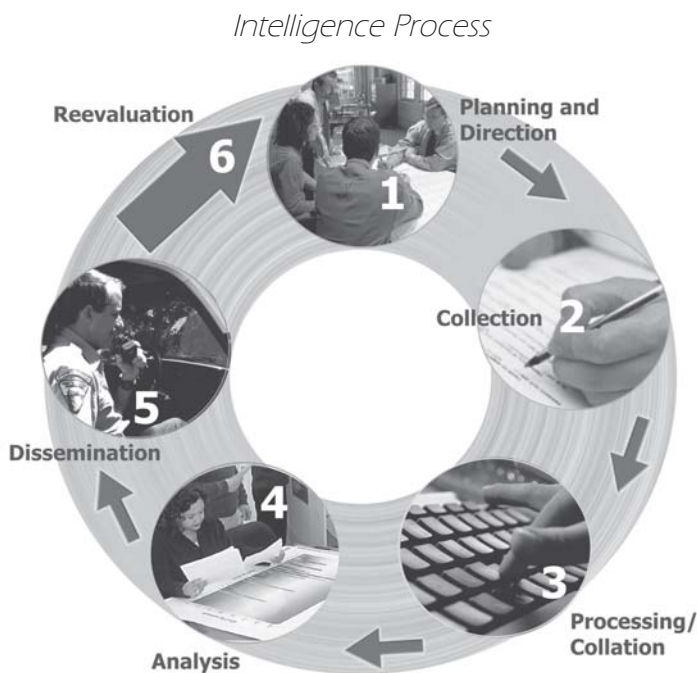 Intelligence Process
1
Planning and
Direction
2
Collection
3
Processing/
Collation
4
Analysis
5
Dissemination
6
Reevaluation